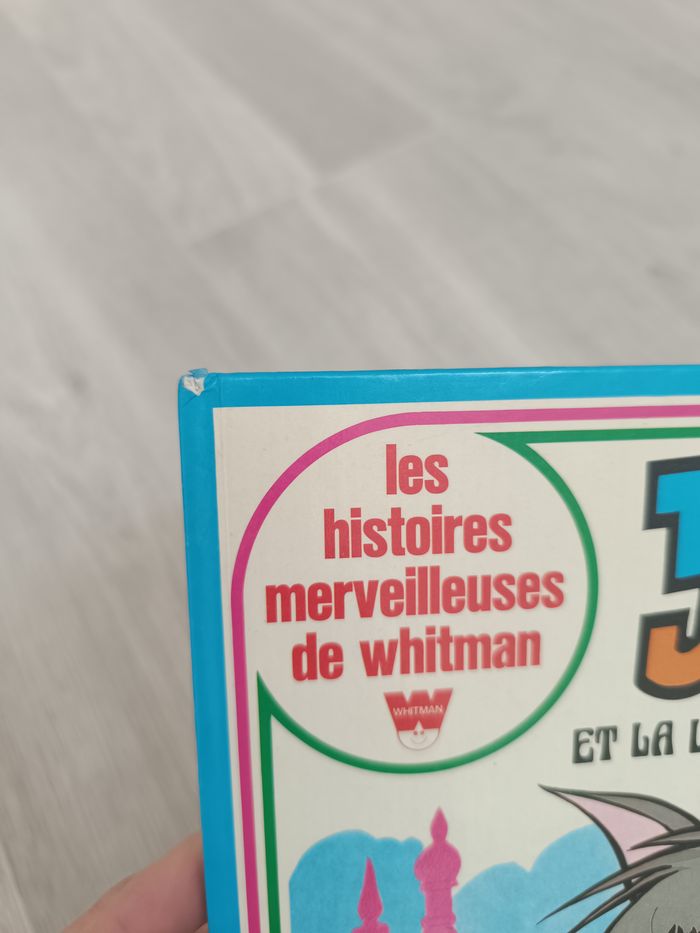 les
histoires
merveilleuses
de whitman
WHITMAN
ET LA